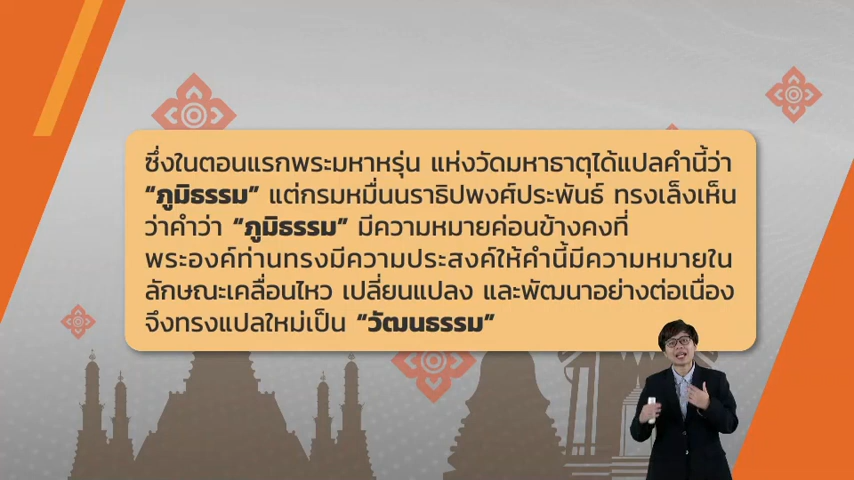 ซึ่งในตอนแรกพระมหาหรุ่น แห่งวัดมหาธาตุได้แปลคำนี้ว่า
“ภูมิธรรม” แต่กรมหมื่นนราธิปพงศ์ประพันธ์ ทรงเล็งเห็น
ว่าคำว่า “ภูมิธรรม” มีความหมายค่อนข้างคงที่
พระองค์ท่านทรงมีความประสงค์ให้คำนี้มีความหมายใน
ลักษณะเคลื่อนไหว เปลี่ยนแปลง และพัฒนาอย่างต่อเนื่อง
จึงทรงแปลใหม่เป็น “วัฒนธรรม”